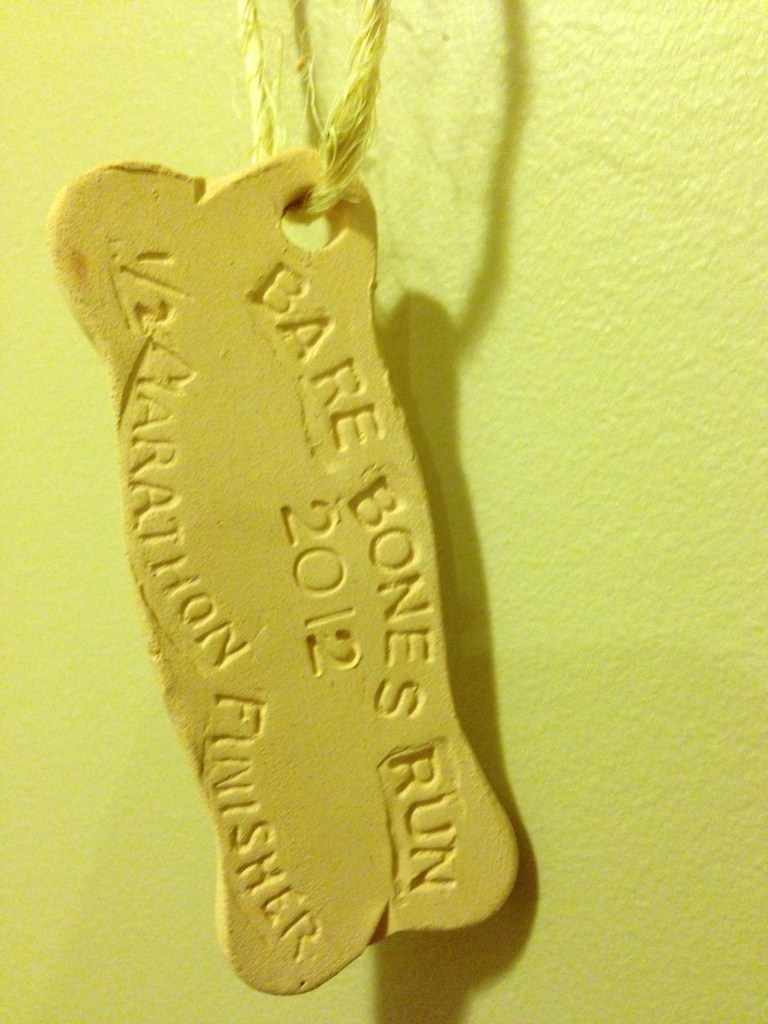 BARE BONES RUN
2012
1/2 MARATHON FINISHER